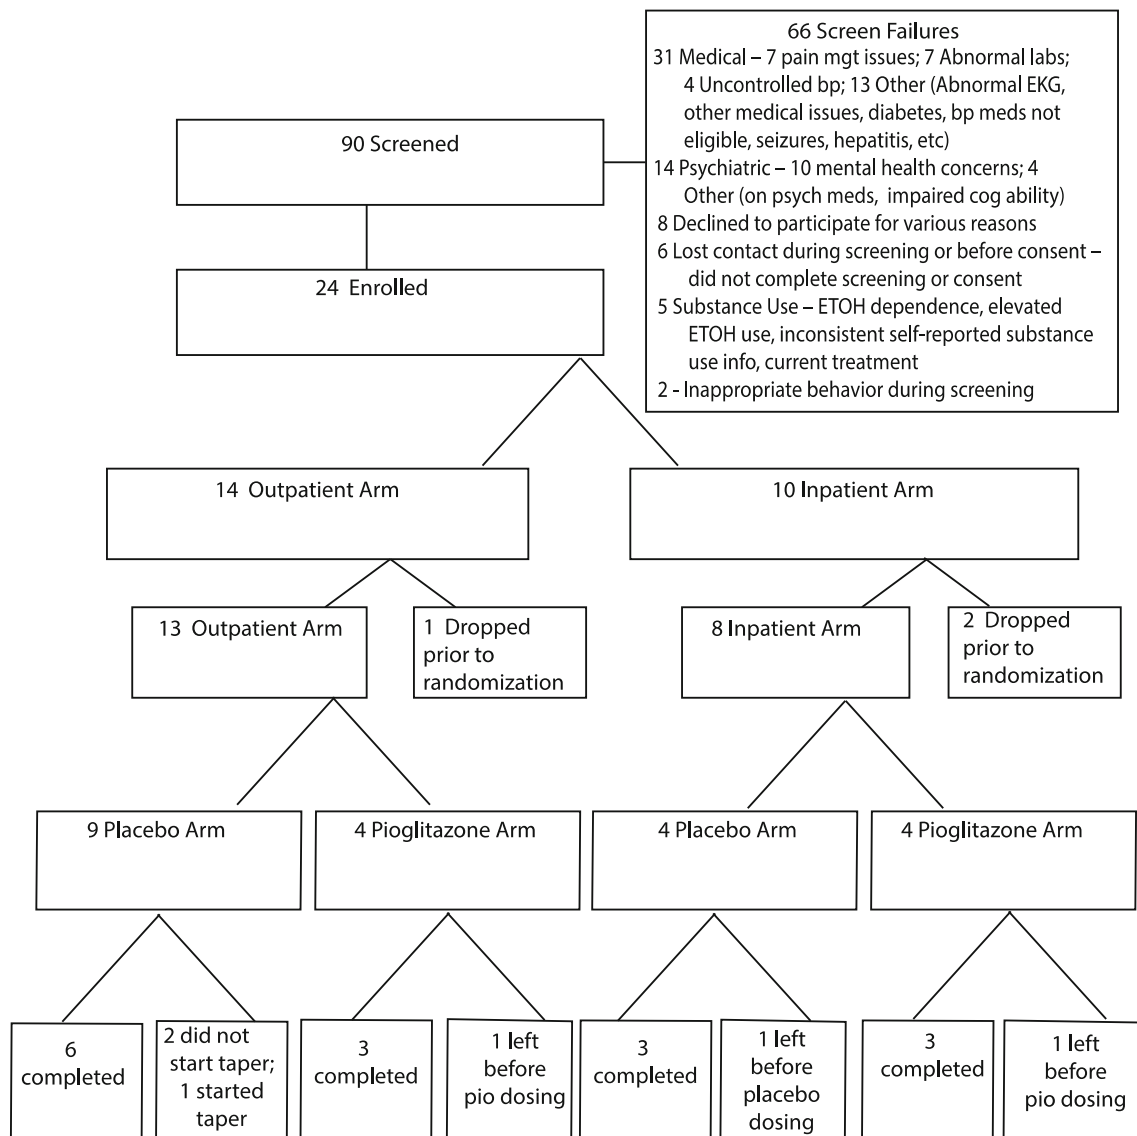 66 Screen Failures
31 Medical – 7 pain mgt issues; 7 Abnormal labs;
4 Uncontrolled bp; 13 Other (Abnormal EKG,
other medical issues, diabetes, bp meds not
eligible, seizures, hepatitis, etc)
14 Psychiatric – 10 mental health concerns; 4
Other (on psych meds, impaired cog ability)
8 Declined to participate for various reasons
6 Lost contact during screening or before consent –
did not complete screening or consent
5 Substance Use – ETOH dependence, elevated
ETOH use, inconsistent self-reported substance
use info, current treatment
2 - Inappropriate behavior during screening
90 Screened
24 Enrolled
14 Outpatient Arm
10 Inpatient Arm
13 Outpatient Arm
1 Dropped
prior to
randomization
8 Inpatient Arm
2 Dropped
prior to
randomization
9 Placebo Arm
4 Pioglitazone Arm
4 Placebo Arm
4 Pioglitazone Arm
6
completed
2 did not
start taper;
1 started
taper
3
completed
1 left
before
pio dosing
3
completed
1 left
before
placebo
dosing
3
completed
1 left
before
pio dosing